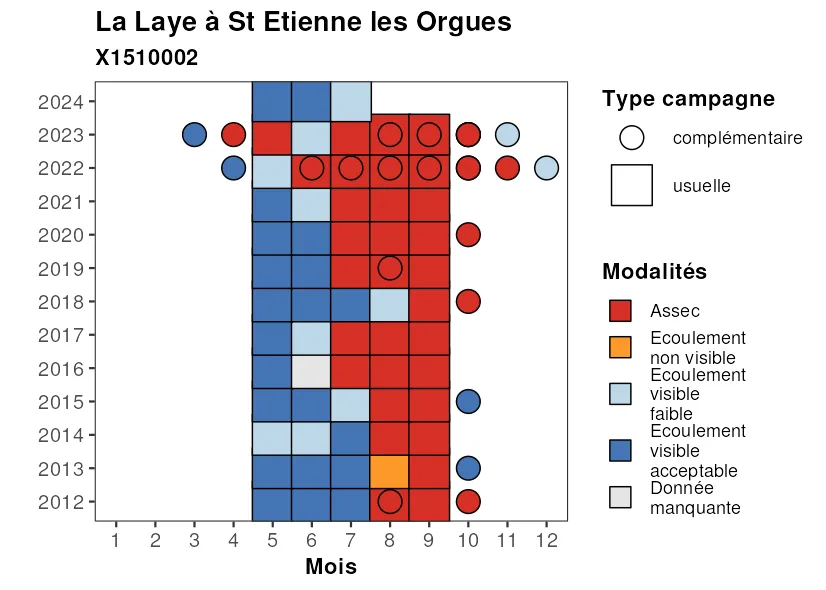 La Laye à St Etienne les Orgues
X1510002
2024
2023
2022
2021
2020
2019
2018
2017
2016
2015
2014
2013
2012
1 2 3 4 5 6 7 8 9 10 11 12
Mois
Type campagne
complémentaire
usuelle
Modalités
Assec
Ecoulement
non visible
Ecoulement
visible
faible
Ecoulement
visible
acceptable
Donnée
manquante